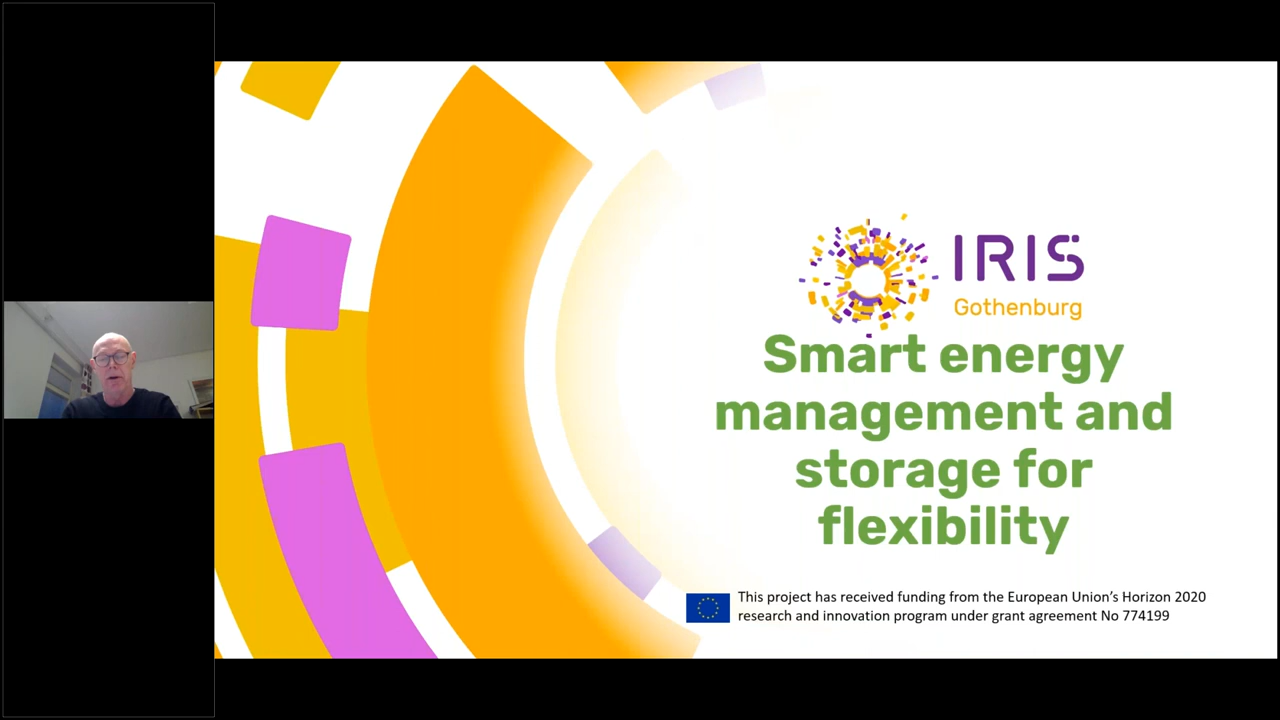 IRIS
Gothenburg
Smart energy
management and
storage for
flexibility
This project has received funding from the European Union’s Horizon 2020
research and innovation program under grant agreement No 774199